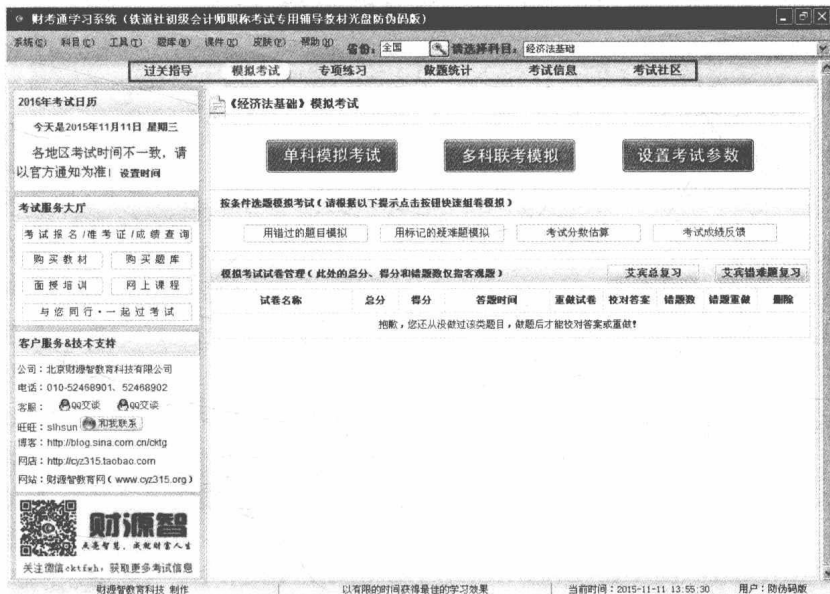 财考通学习系统（铁道社初级会计师职称考试专用辅导教材光盘防伪码版）
系统(C) 科目(C) 工具(T) 题库(W) 课件(X) 皮肤(F) 帮助(U) 省份：全国 请选择科目：经济法基础
过关指导 模拟考试 专项练习 做题统计 考试信息 考试社区
2016年考试日历
今天是2015年11月11日 星期三
各地区考试时间不一致，请
以官方通知为准！设置时间
考试服务大厅
考试报名/准考证/成绩查询
购买教材 购买题库
面授培训 网上课程
与您同行·一起过考试
客户服务&技术支持
公司：北京财源智教育科技有限公司
电话：010-52468901、52468902
客服： QQ交谈 QQ交谈
旺旺：slhsun 和我联系
博客：http://blog.sina.com.cn/cktg
网店：http://cyz315.taobao.com
网站：财源智教育网（www.cyz315.org）
财源智
点亮智慧、成就财富人生
关注微信cktfxh，获取更多考试信息
《经济法基础》模拟考试
单科模拟考试 多科联考模拟 设置考试参数
按条件选题模拟考试（请根据以下提示点击按钮快速组卷模拟）
用错过的题目模拟 用标记的疑难题模拟 考试分数估算 考试成绩反馈
模拟考试试卷管理（此处的总分、得分和错题数仅指客观题） 艾宾总复习 艾宾错难题复习
试卷名称 总分 得分 答题时间 重做试卷 校对答案 错题数 错题重做 删除
抱歉，您还从没做过该类题目，做题后才能校对答案或重做！
财源智教育科技 制作 以有限的时间获得最佳的学习效果 当前时间：2015-11-11 13:55:30 用户：防伪码版